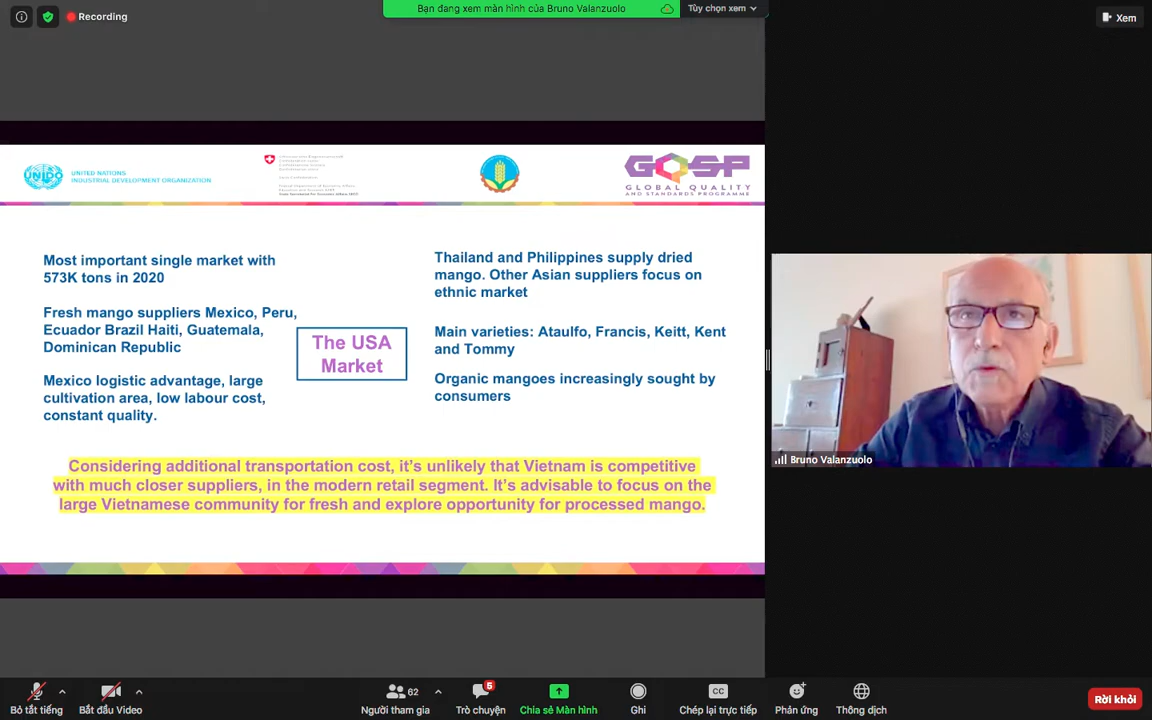 Recording
Bạn đang xem màn hình của Bruno Valanzuolo
Tùy chọn xem
Xem
UNIDO
UNITED NATIONS
INDUSTRIAL DEVELOPMENT ORGANIZATION
GQSP
GLOBAL QUALITY
AND STANDARDS PROGRAMME
Most important single market with
573K tons in 2020
Fresh mango suppliers Mexico, Peru,
Ecuador Brazil Haiti, Guatemala,
Dominican Republic
Mexico logistic advantage, large
cultivation area, low labour cost,
constant quality.
The USA
Market
Thailand and Philippines supply dried
mango. Other Asian suppliers focus on
ethnic market
Main varieties: Ataulfo, Francis, Keitt, Kent
and Tommy
Organic mangoes increasingly sought by
consumers
Considering additional transportation cost, it's unlikely that Vietnam is competitive
with much closer suppliers, in the modern retail segment. It's advisable to focus on the
large Vietnamese community for fresh and explore opportunity for processed mango.
Bruno Valanzuolo
Bỏ tắt tiếng
Bắt đầu Video
62
Người tham gia
5
Trò chuyện
Chia sẻ Màn hình
Ghi
CC
Chép lại trực tiếp
Phản ứng
Thông dịch
Rời khỏi